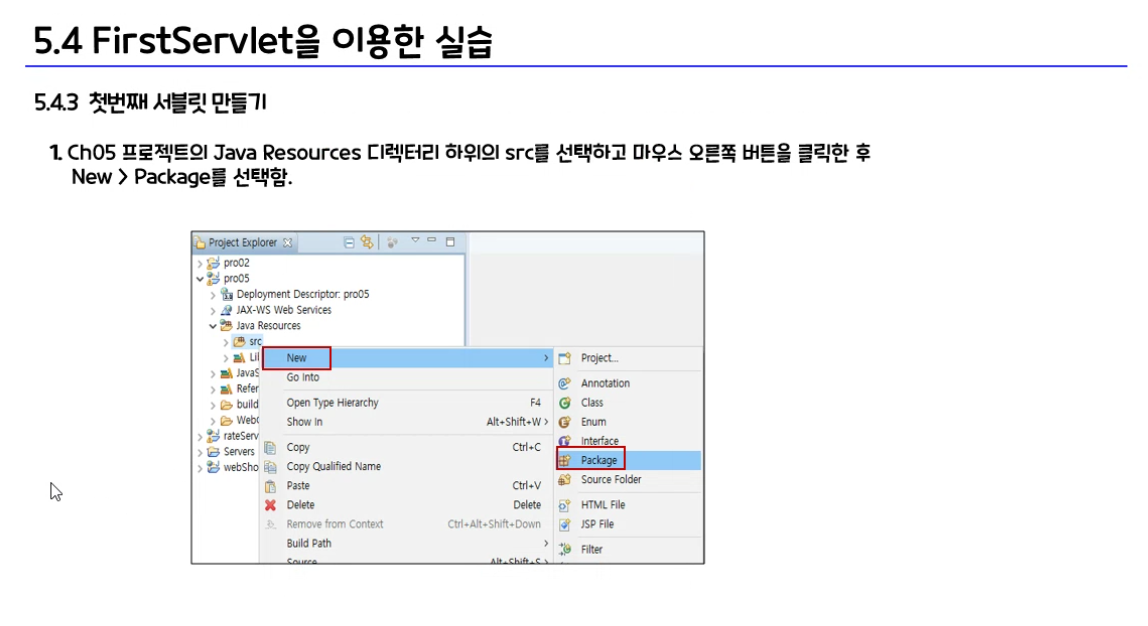 5.4 FirstServlet을 이용한 실습
5.4.3 첫번째 서블릿 만들기
1. Ch05 프로젝트의 Java Resources 디렉터리 하위의 src를 선택하고 마우스 오른쪽 버튼을 클릭한 후
New > Package를 선택함.
Project Explorer
pro02
pro05
Deployment Descriptor: pro05
JAX-WS Web Services
Java Resources
src
New
Project...
Go Into
Annotation
Class
Open Type Hierarchy F4
Show In Alt+Shift+W >
Enum
Interface
Copy Ctrl+C
Package
Copy Qualified Name
Source Folder
Paste Ctrl+V
Delete Delete
HTML File
Remove from Context Ctrl+Alt+Shift+Down
JSP File
Build Path
Filter
Source Alt+Shift+S >
Li
JavaS
Refer
build
WebC
rateServ
Servers
webSho